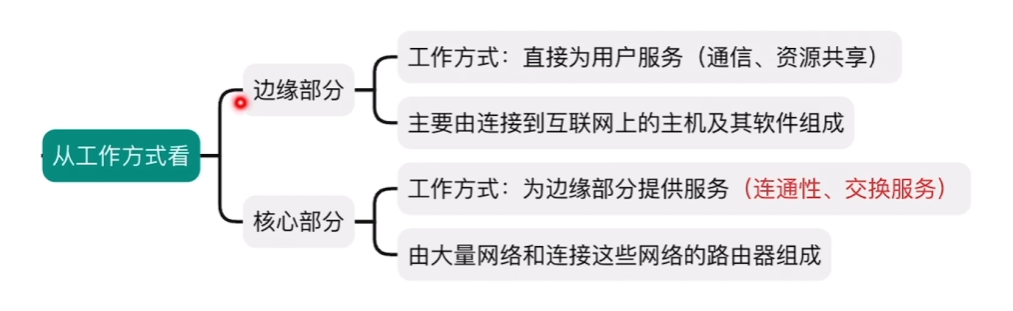 从工作方式看
边缘部分
工作方式：直接为用户服务（通信、资源共享）
主要由连接到互联网上的主机及其软件组成
核心部分
工作方式：为边缘部分提供服务（连通性、交换服务）
由大量网络和连接这些网络的路由器组成